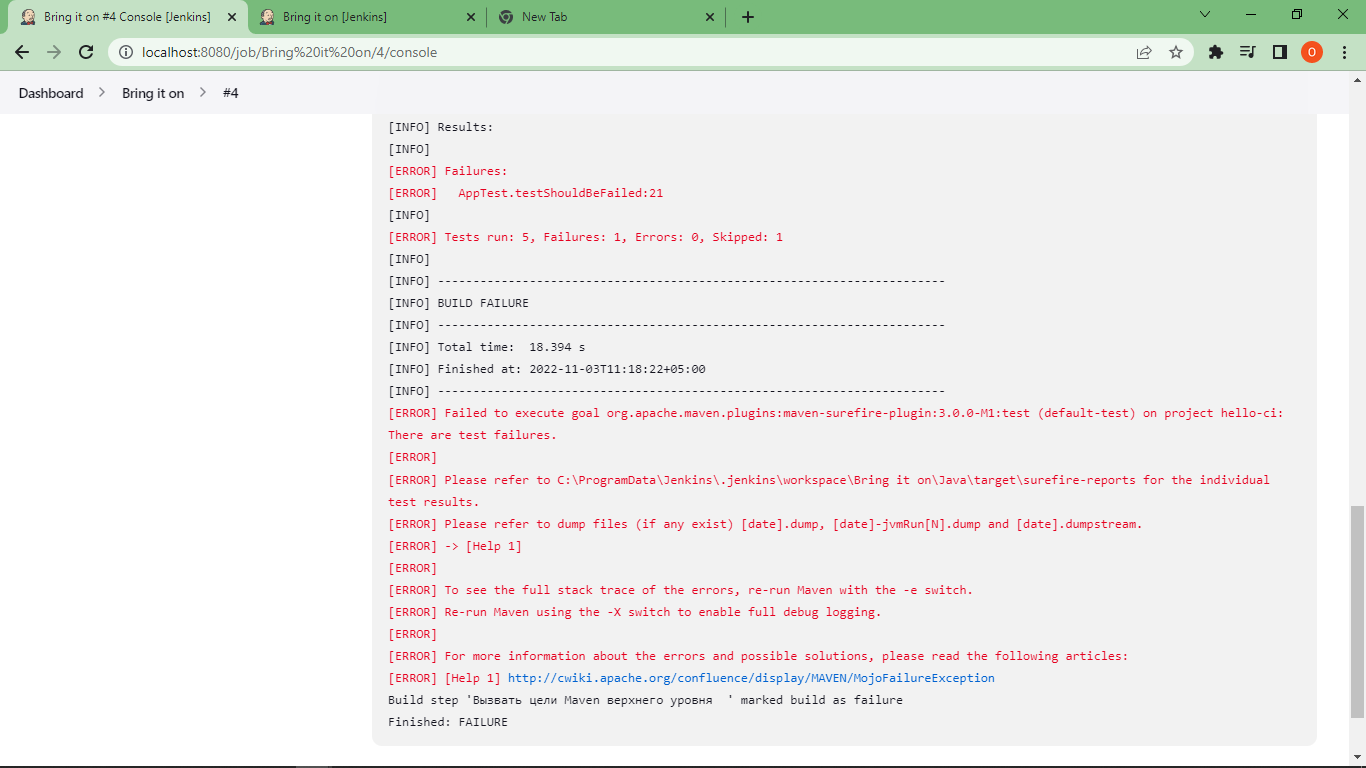 Bring it on #4 Console [Jenkins]
Bring it on [Jenkins]
New Tab
localhost:8080/job/Bring%20it%20on/4/console
O
Dashboard
Bring it on
#4
[INFO] Results:
[INFO]
[ERROR] Failures:
[ERROR]   AppTest.testShouldBeFailed:21
[INFO]
[ERROR] Tests run: 5, Failures: 1, Errors: 0, Skipped: 1
[INFO]
[INFO] ------------------------------------------------------------------------
[INFO] BUILD FAILURE
[INFO] ------------------------------------------------------------------------
[INFO] Total time:  18.394 s
[INFO] Finished at: 2022-11-03T11:18:22+05:00
[INFO] ------------------------------------------------------------------------
[ERROR] Failed to execute goal org.apache.maven.plugins:maven-surefire-plugin:3.0.0-M1:test (default-test) on project hello-ci:
There are test failures.
[ERROR]
[ERROR] Please refer to C:\ProgramData\Jenkins\.jenkins\workspace\Bring it on\Java\target\surefire-reports for the individual
test results.
[ERROR] Please refer to dump files (if any exist) [date].dump, [date]-jvmRun[N].dump and [date].dumpstream.
[ERROR] -> [Help 1]
[ERROR]
[ERROR] To see the full stack trace of the errors, re-run Maven with the -e switch.
[ERROR] Re-run Maven using the -X switch to enable full debug logging.
[ERROR]
[ERROR] For more information about the errors and possible solutions, please read the following articles:
[ERROR] [Help 1] http://cwiki.apache.org/confluence/display/MAVEN/MojoFailureException
Build step 'Вызвать цели Maven верхнего уровня  ' marked build as failure
Finished: FAILURE